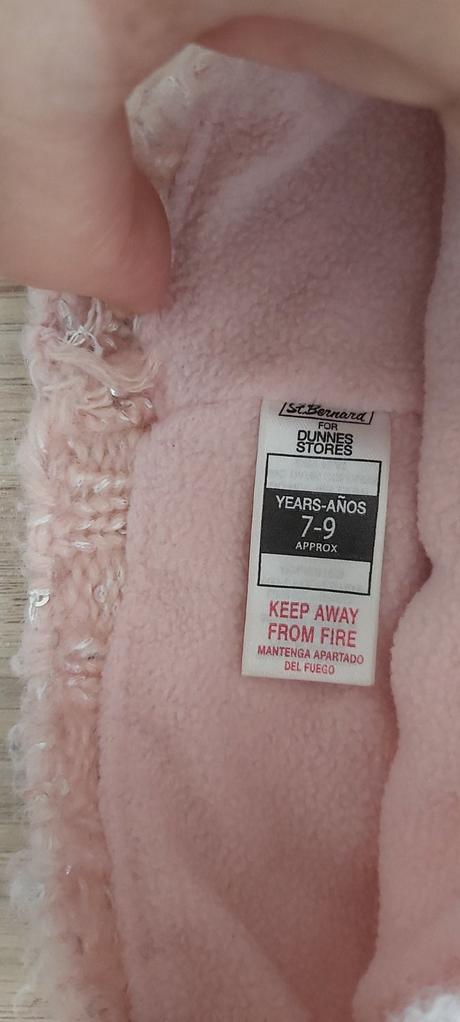 St.Bernard
FOR
DUNNES
STORES
YEARS-AÑOS
7-9
APPROX
KEEP AWAY
FROM FIRE
MANTENGA APARTADO
DEL FUEGO